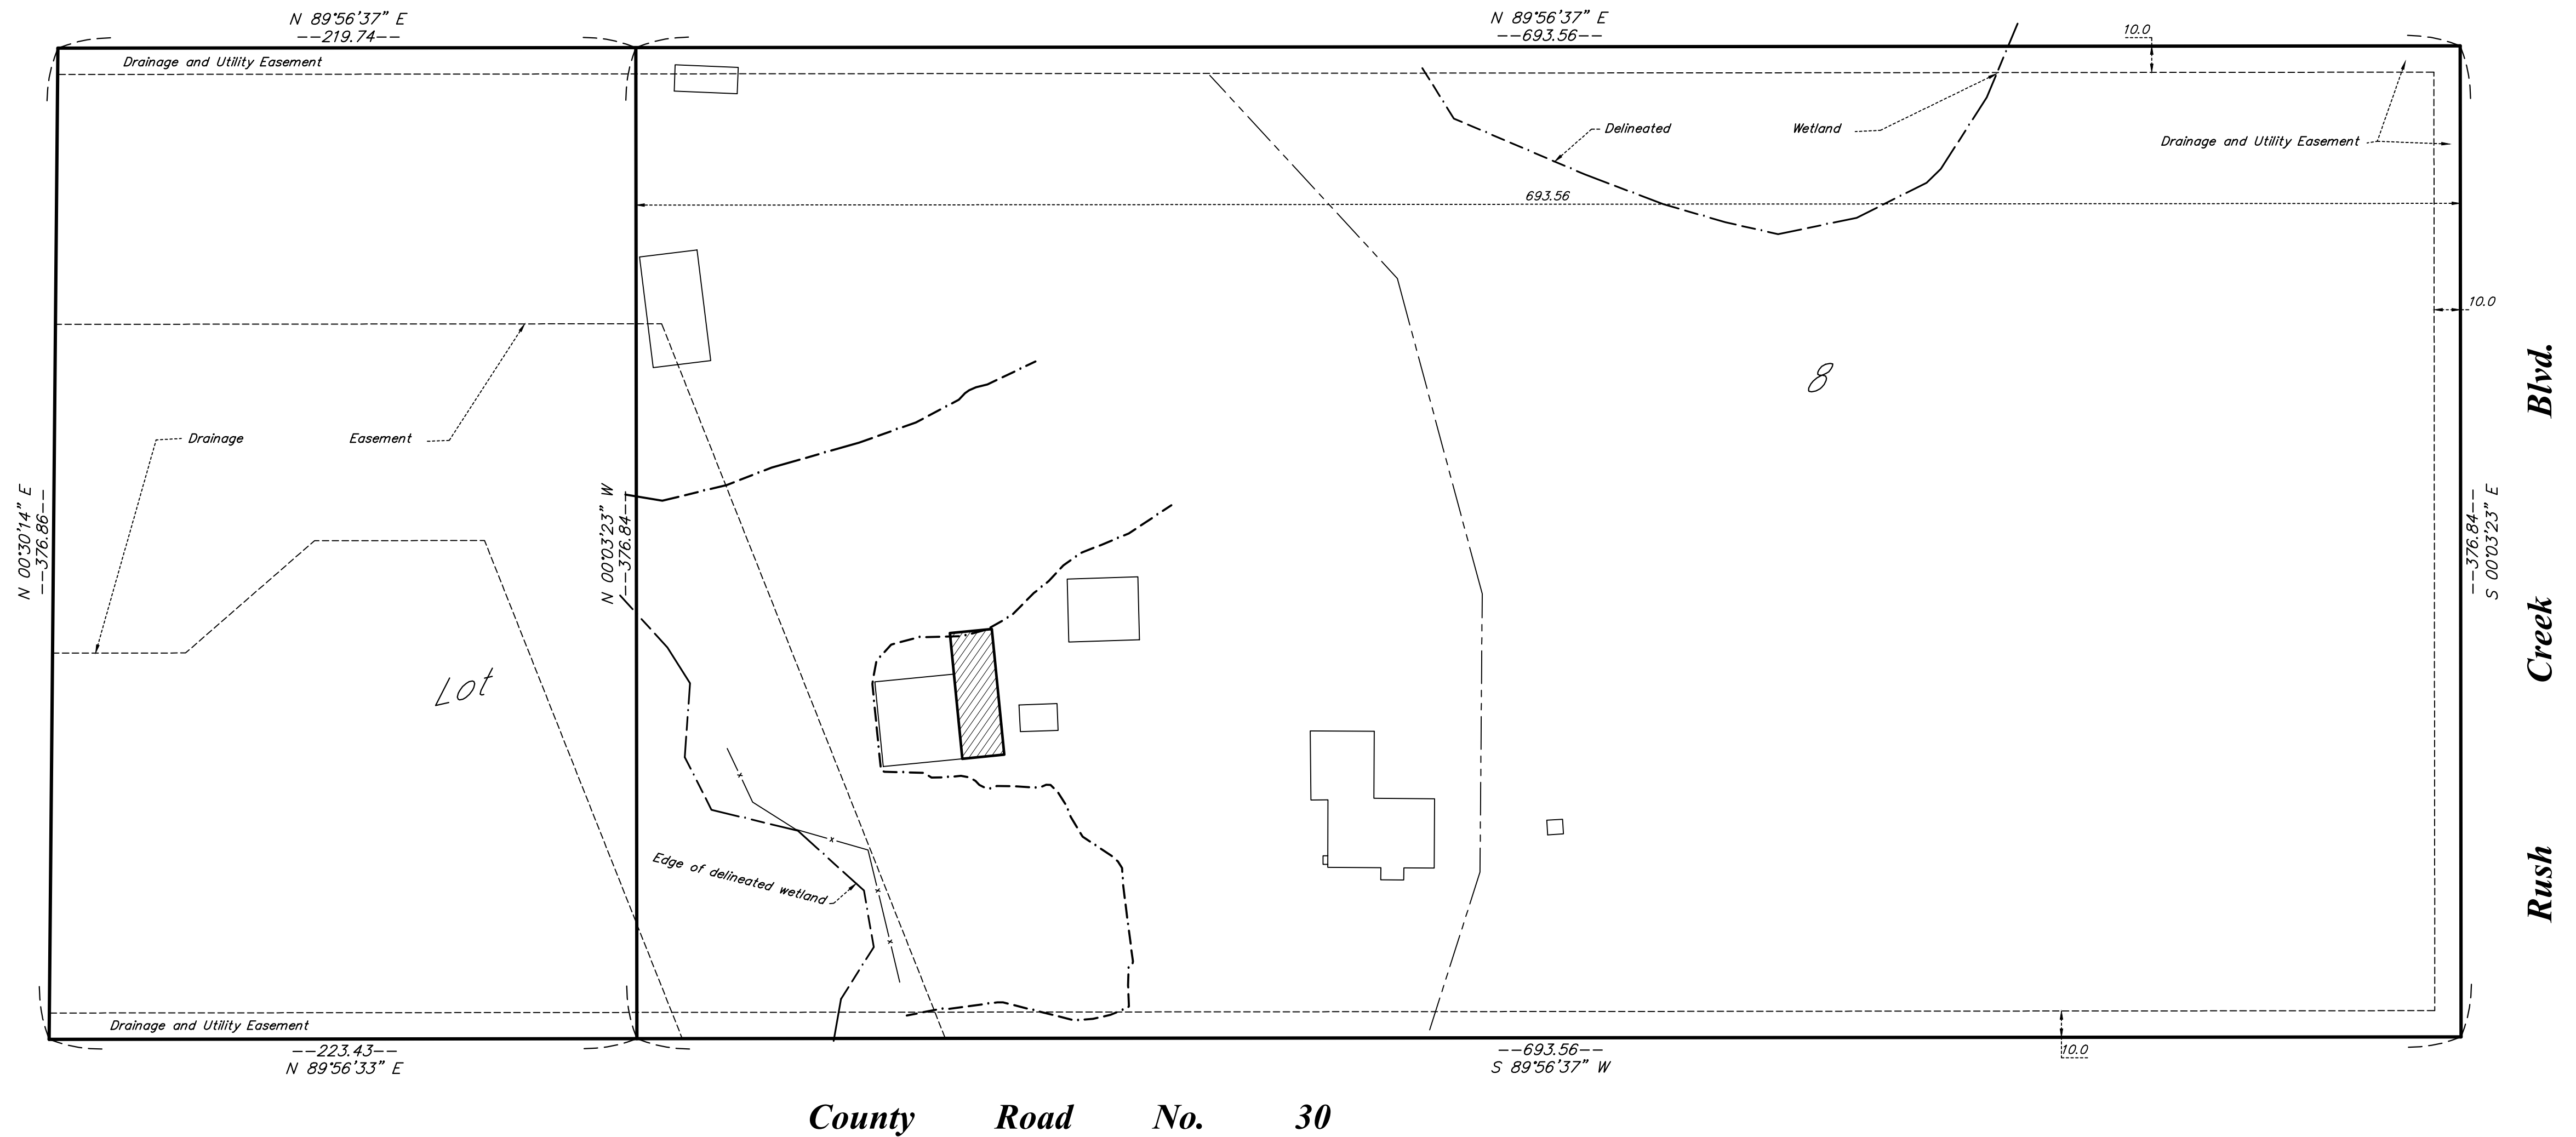 N 89°56'37" E
--219.74--
N 89°56'37" E
--693.56--
10.0
Drainage and Utility Easement
Delineated
Wetland
Drainage and Utility Easement
693.56
10.0
8
Blvd.
Drainage
Easement
N 00°30'14" E
--376.86--
N 00°03'23" W
--376.84--
--376.84--
S 00°03'23" E
Creek
Lot
Edge of delineated wetland
Rush
Drainage and Utility Easement
--223.43--
N 89°56'33" E
--693.56--
S 89°56'37" W
10.0
County Road No. 30